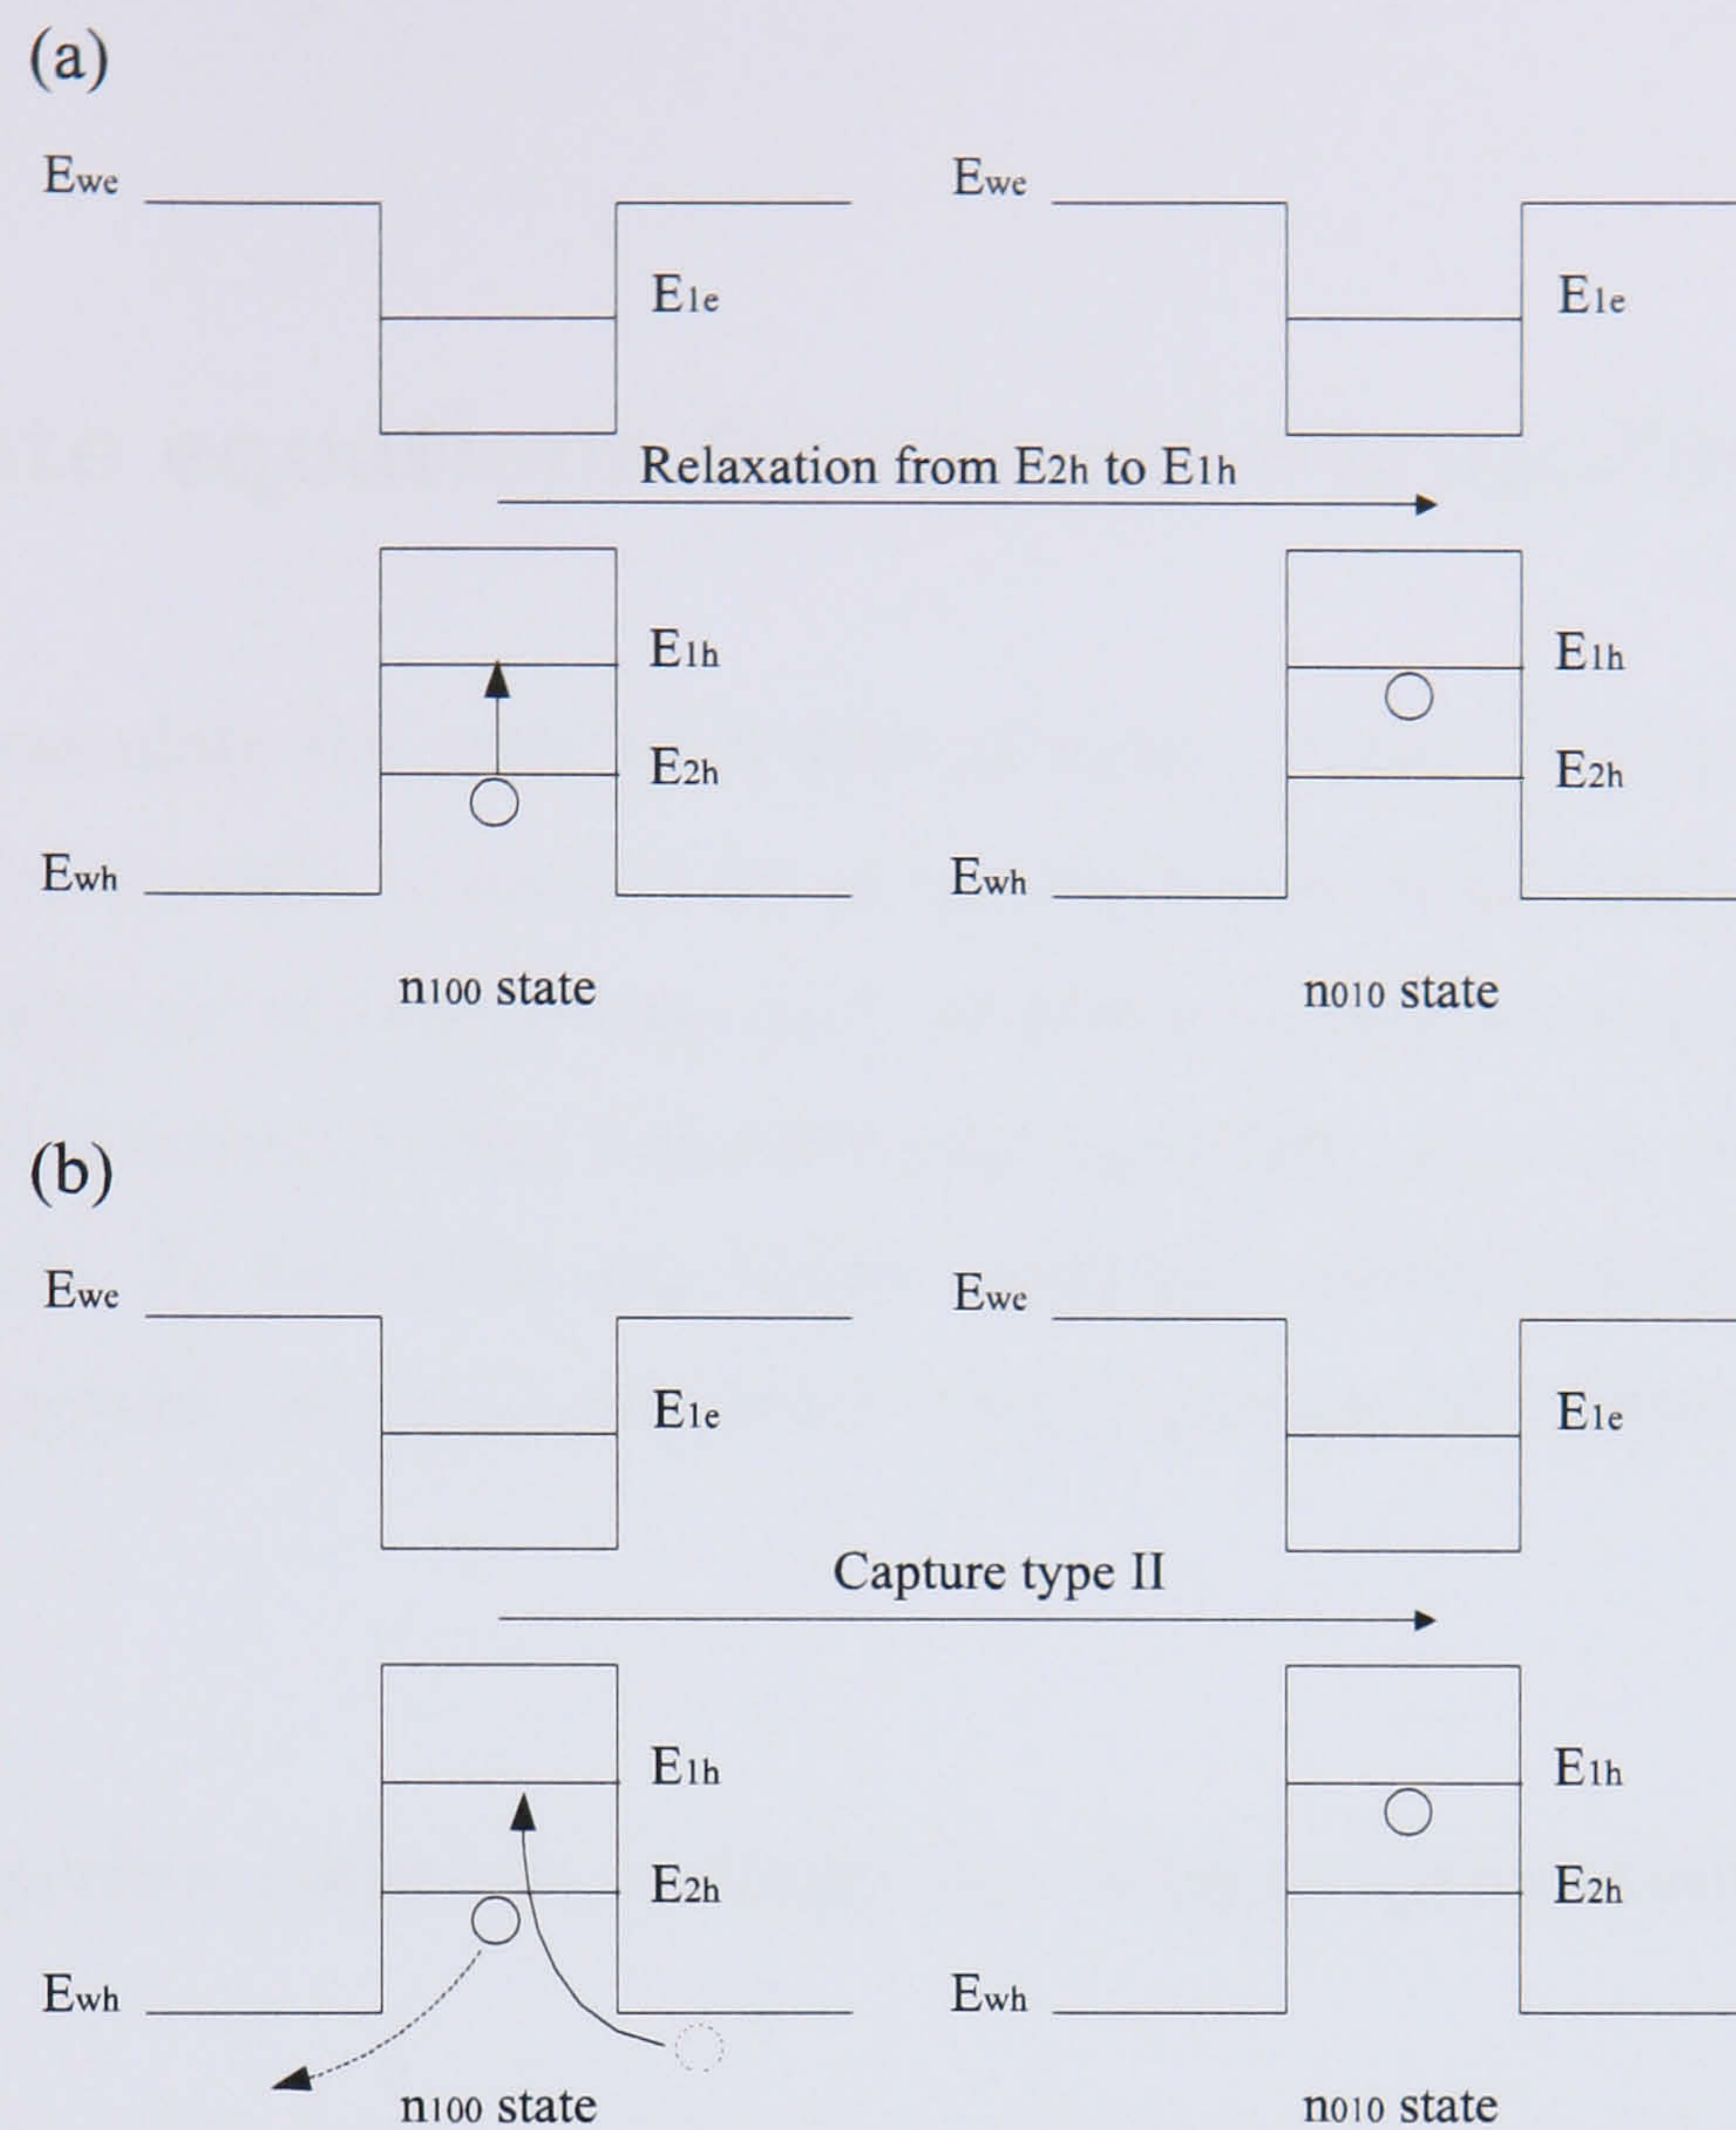 (a)
Ewe Ewe
E1e E1e
Relaxation from E2h to E1h
E1h E1h
E2h E2h
Ewh Ewh
n100 state n010 state
(b)
Ewe Ewe
E1e E1e
Capture type II
E1h E1h
E2h E2h
Ewh Ewh
n100 state n010 state